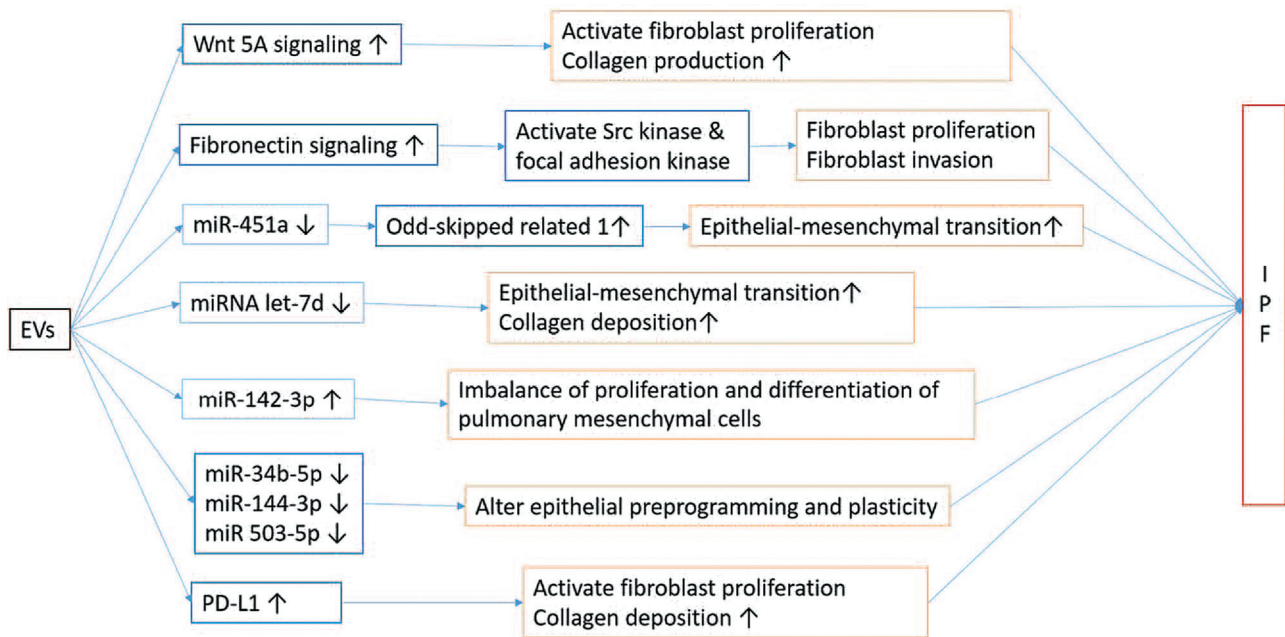 Wnt 5A signaling ↑
Activate fibroblast proliferation
Collagen production ↑
Fibronectin signaling ↑
Activate Src kinase &
focal adhesion kinase
Fibroblast proliferation
Fibroblast invasion
miR-451a ↓
Odd-skipped related 1↑
Epithelial-mesenchymal transition↑
EVs
miRNA let-7d ↓
Epithelial-mesenchymal transition↑
Collagen deposition↑
I
P
F
miR-142-3p ↑
Imbalance of proliferation and differentiation of
pulmonary mesenchymal cells
miR-34b-5p ↓
miR-144-3p ↓
miR 503-5p ↓
Alter epithelial preprogramming and plasticity
PD-L1 ↑
Activate fibroblast proliferation
Collagen deposition ↑